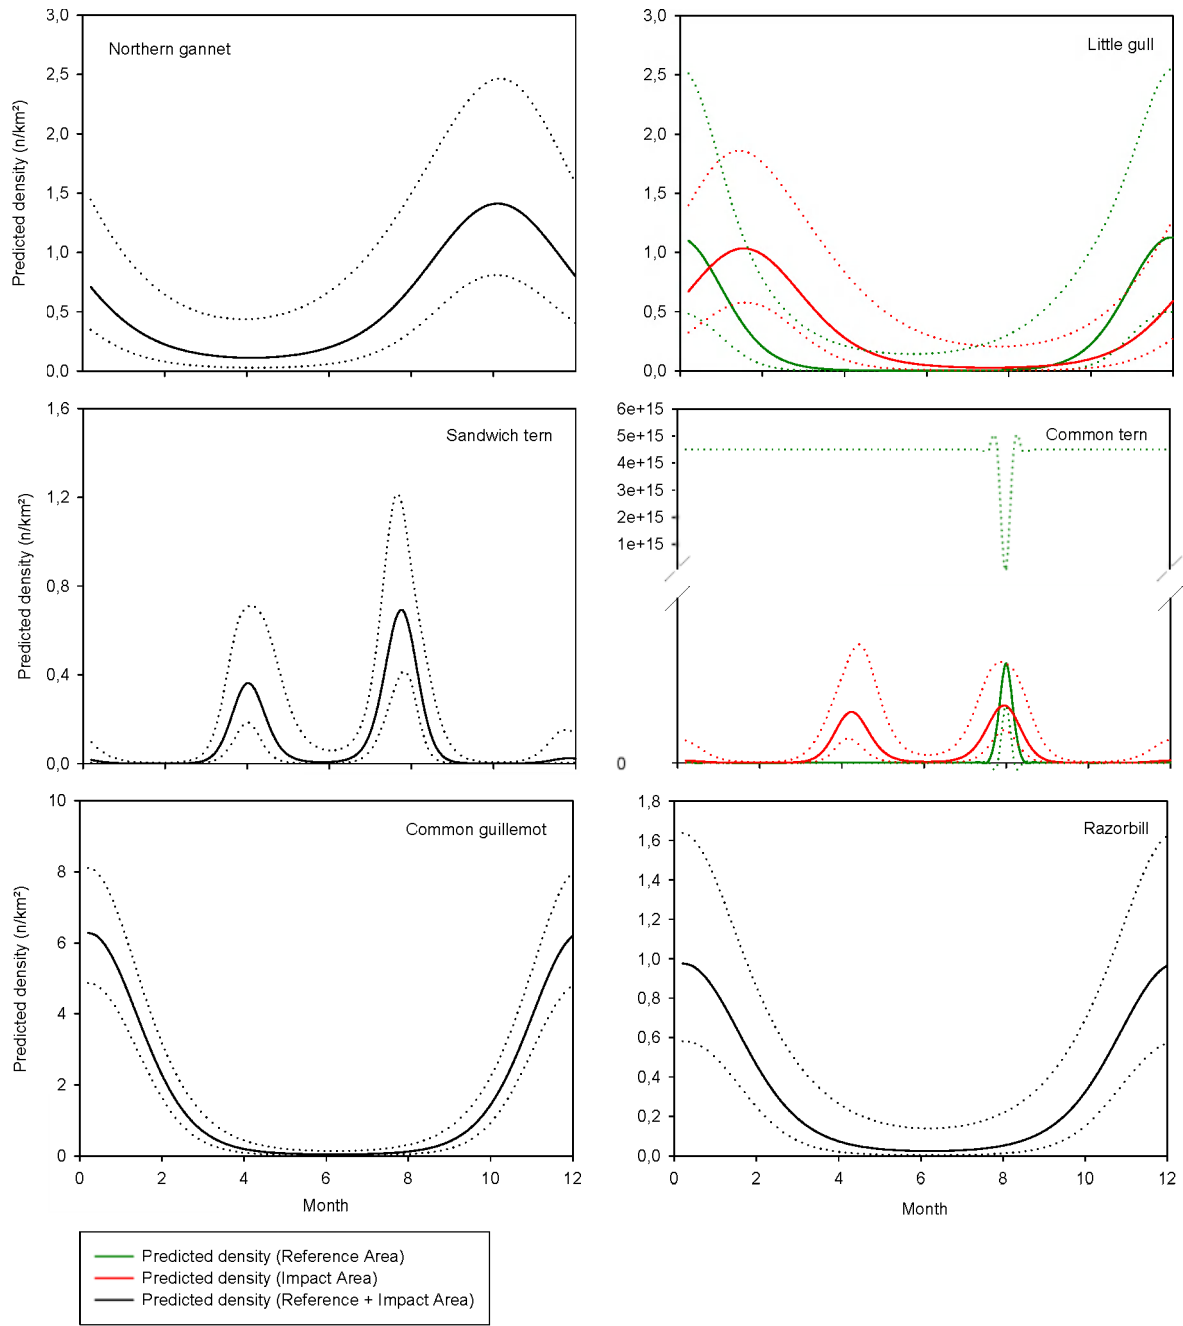 Northern gannet
Predicted density (n/km²)
3,0
2,5
2,0
1,5
1,0
0,5
0,0
Little gull
3,0
2,5
2,0
1,5
1,0
0,5
0,0
Sandwich tern
Predicted density (n/km²)
1,6
1,2
0,8
0,4
0,0
Common tern
6e+15
5e+15
4e+15
3e+15
2e+15
1e+15
0
Common guillemot
Predicted density (n/km²)
10
8
6
4
2
0
0 2 4 6 8 10 12
Month
Razorbill
1,8
1,6
1,4
1,2
1,0
0,8
0,6
0,4
0,2
0,0
0 2 4 6 8 10 12
Month
Predicted density (Reference Area)
Predicted density (Impact Area)
Predicted density (Reference + Impact Area)